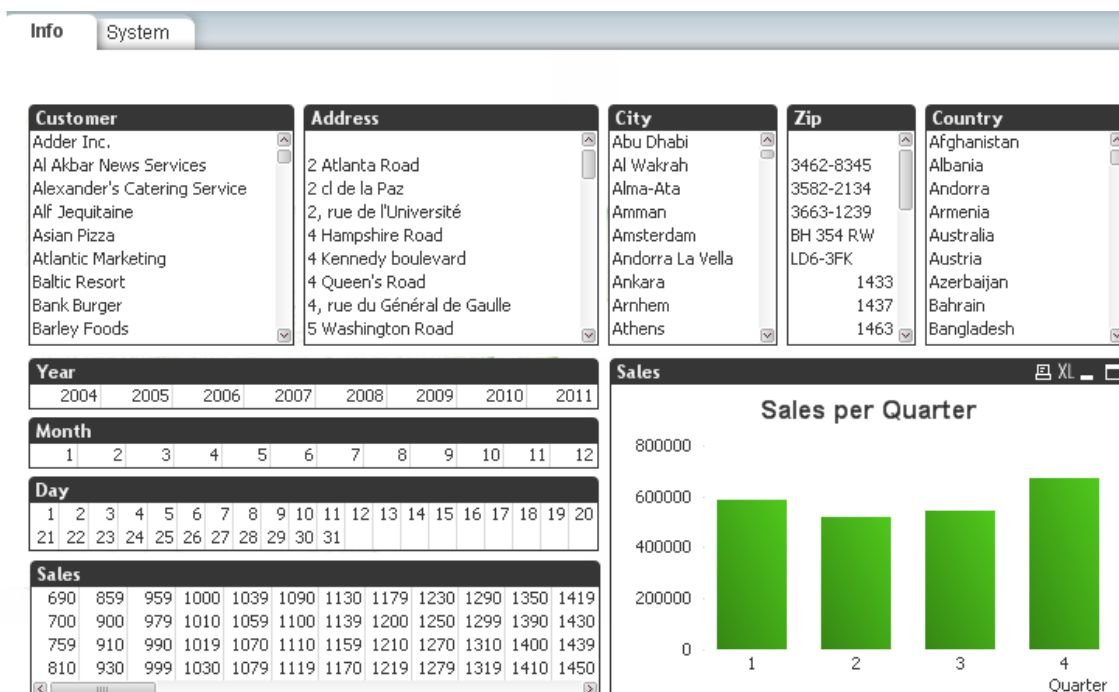 Info System
Customer
Adder Inc.
Al Akbar News Services
Alexander's Catering Service
Alf Jequitaine
Asian Pizza
Atlantic Marketing
Baltic Resort
Bank Burger
Barley Foods
Address
2 Atlanta Road
2 cl de la Paz
2, rue de l'Université
4 Hampshire Road
4 Kennedy boulevard
4 Queen's Road
4, rue du Général de Gaulle
5 Washington Road
City
Abu Dhabi
Al Wakrah
Alma-Ata
Amman
Amsterdam
Andorra La Vella
Ankara
Arnhem
Athens
Zip
3462-8345
3582-2134
3663-1239
BH 354 RW
LD6-3FK
1433
1437
1463
Country
Afghanistan
Albania
Andorra
Armenia
Australia
Austria
Azerbaijan
Bahrain
Bangladesh
Year
2004 2005 2006 2007 2008 2009 2010 2011
Month
1 2 3 4 5 6 7 8 9 10 11 12
Day
1 2 3 4 5 6 7 8 9 10 11 12 13 14 15 16 17 18 19 20
21 22 23 24 25 26 27 28 29 30 31
Sales
690 859 959 1000 1039 1090 1130 1179 1230 1290 1350 1419
700 900 979 1010 1059 1100 1139 1200 1250 1299 1390 1430
759 910 990 1019 1070 1110 1159 1210 1270 1310 1400 1439
810 930 999 1030 1079 1119 1170 1219 1279 1319 1410 1450
Sales XL
Sales per Quarter
800000
600000
400000
200000
0
1 2 3 4
Quarter